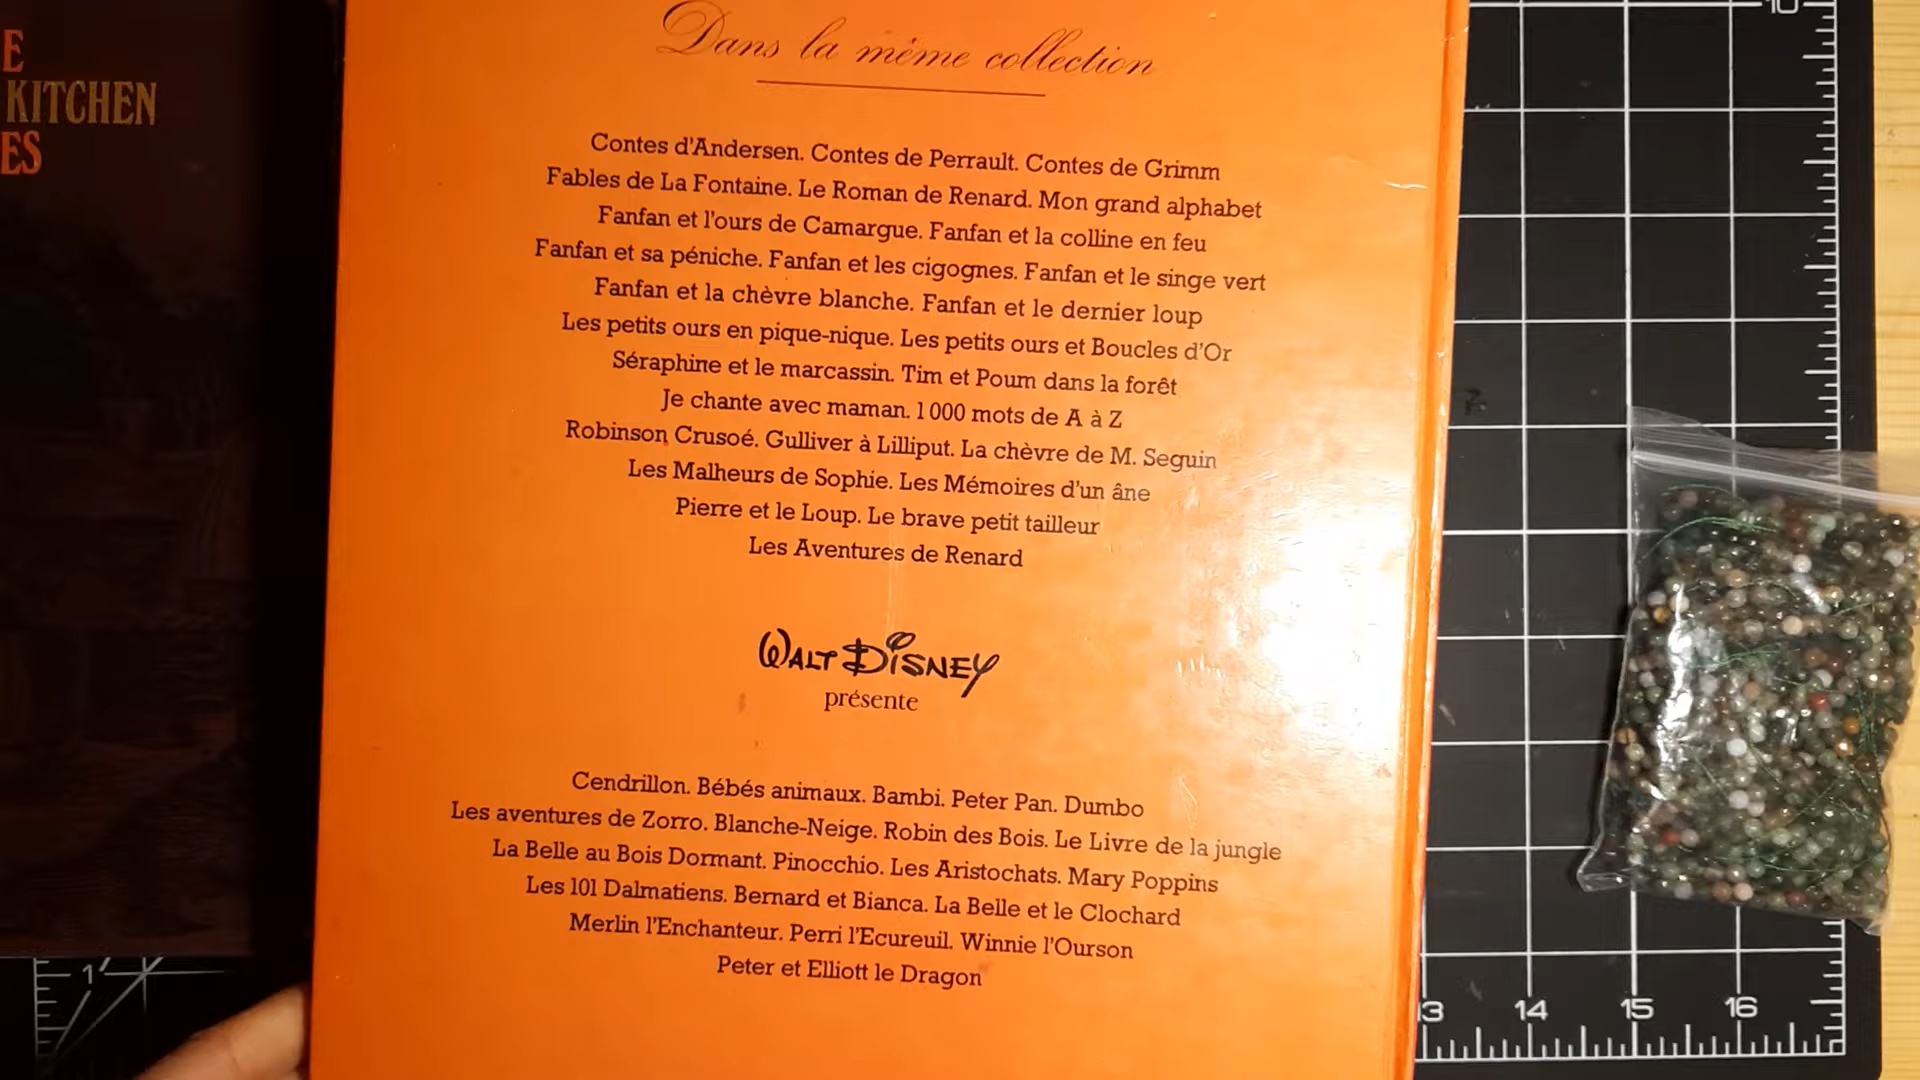 E
KITCHEN
ES
Dans la même collection
Contes d'Andersen. Contes de Perrault. Contes de Grimm
Fables de La Fontaine. Le Roman de Renard. Mon grand alphabet
Fanfan et l'ours de Camargue. Fanfan et la colline en feu
Fanfan et sa péniche. Fanfan et les cigognes. Fanfan et le singe vert
Fanfan et la chèvre blanche. Fanfan et le dernier loup
Les petits ours en pique-nique. Les petits ours et Boucles d'Or
Séraphine et le marcassin. Tim et Poum dans la forêt
Je chante avec maman. 1 000 mots de A à Z
Robinson Crusoé. Gulliver à Lilliput. La chèvre de M. Seguin
Les Malheurs de Sophie. Les Mémoires d'un âne
Pierre et le Loup. Le brave petit tailleur
Les Aventures de Renard
WALT DISNEY
présente
Cendrillon. Bébés animaux. Bambi. Peter Pan. Dumbo
Les aventures de Zorro. Blanche-Neige. Robin des Bois. Le Livre de la jungle
La Belle au Bois Dormant. Pinocchio. Les Aristochats. Mary Poppins
Les 101 Dalmatiens. Bernard et Bianca. La Belle et le Clochard
Merlin l'Enchanteur. Perri l'Ecureuil. Winnie l'Ourson
Peter et Elliott le Dragon
10
1
13 14 15 16